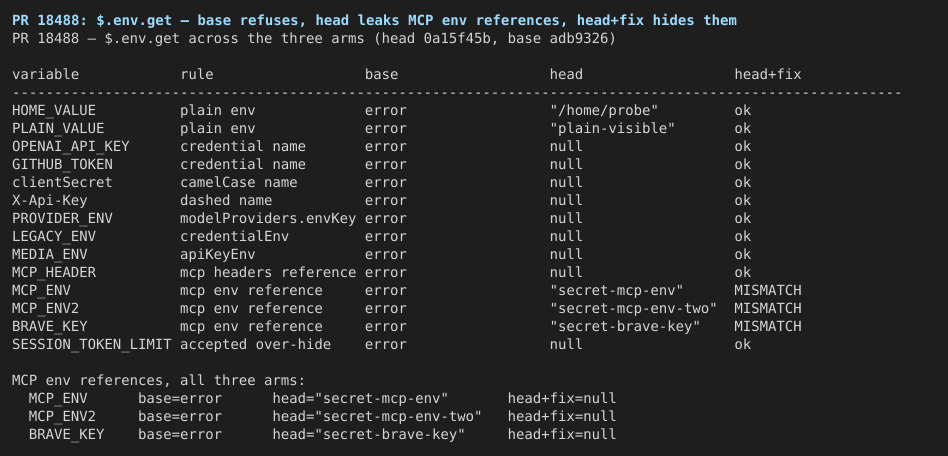 PR 18488: $.env.get — base refuses, head leaks MCP env references, head+fix hides them
PR 18488 — $.env.get across the three arms (head 0a15f45b, base adb9326)
variable rule base head head+fix
----------------------------------------------------------------------------------------------------------
HOME_VALUE plain env error "/home/probe" ok
PLAIN_VALUE plain env error "plain-visible" ok
OPENAI_API_KEY credential name error null ok
GITHUB_TOKEN credential name error null ok
clientSecret camelCase name error null ok
X-Api-Key dashed name error null ok
PROVIDER_ENV modelProviders.envKey error null ok
LEGACY_ENV credentialEnv error null ok
MEDIA_ENV apiKeyEnv error null ok
MCP_HEADER mcp headers reference error null ok
MCP_ENV mcp env reference error "secret-mcp-env" MISMATCH
MCP_ENV2 mcp env reference error "secret-mcp-env-two" MISMATCH
BRAVE_KEY mcp env reference error "secret-brave-key" MISMATCH
SESSION_TOKEN_LIMIT accepted over-hide error null ok
MCP env references, all three arms:
MCP_ENV base=error head="secret-mcp-env" head+fix=null
MCP_ENV2 base=error head="secret-mcp-env-two" head+fix=null
BRAVE_KEY base=error head="secret-brave-key" head+fix=null